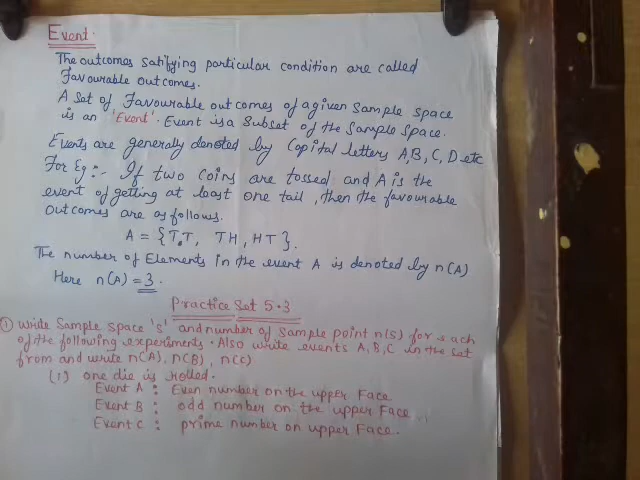 Event.
The outcomes satifying particular condition are called
Favourable outcomes.
A set of Favourable outcomes of a given sample space
is an 'Event'. Event is a subset of the sample space.
Events are generally denoted by Capital letters A, B, C, D etc
For Eg :- If two coins are tossed and A is the
event of getting at least one tail, then the favourable
outcomes are as follows.
A = {T,T, TH, HT}.
The number of Elements in the event A is denoted by n(A)
Here n(A) = 3.
Practice Set 5.3
① Write Sample space 's' and number of sample point n(s) for each
of the following experiments. Also write events A, B, C in the set
from and write n(A), n(B), n(c)
(1) one die is rolled.
Event A : Even number on the upper Face
Event B : odd number on the upper Face
Event C : prime number on upper Face.